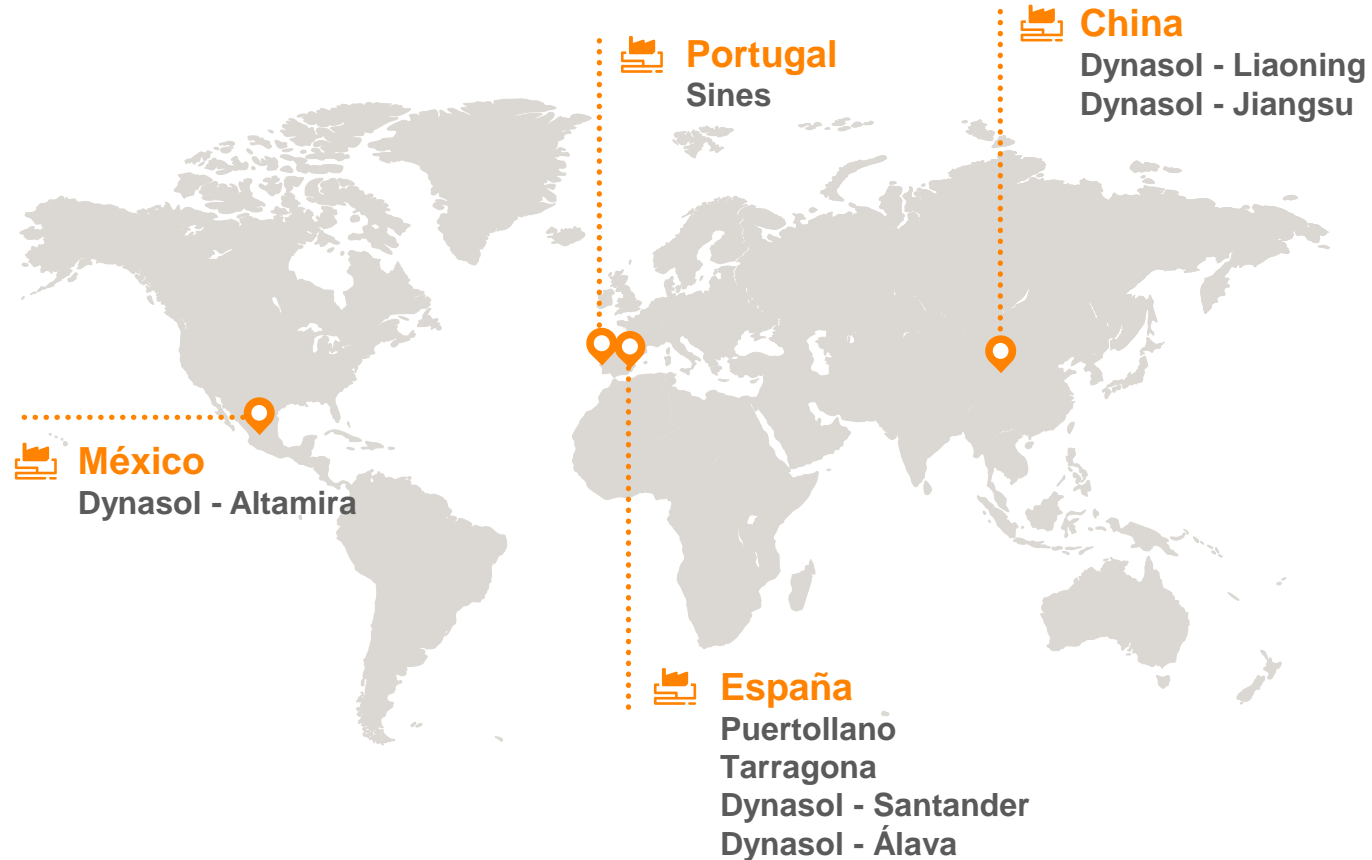 China
Dynasol - Liaoning
Dynasol - Jiangsu
Portugal
Sines
México
Dynasol - Altamira
España
Puertollano
Tarragona
Dynasol - Santander
Dynasol - Álava